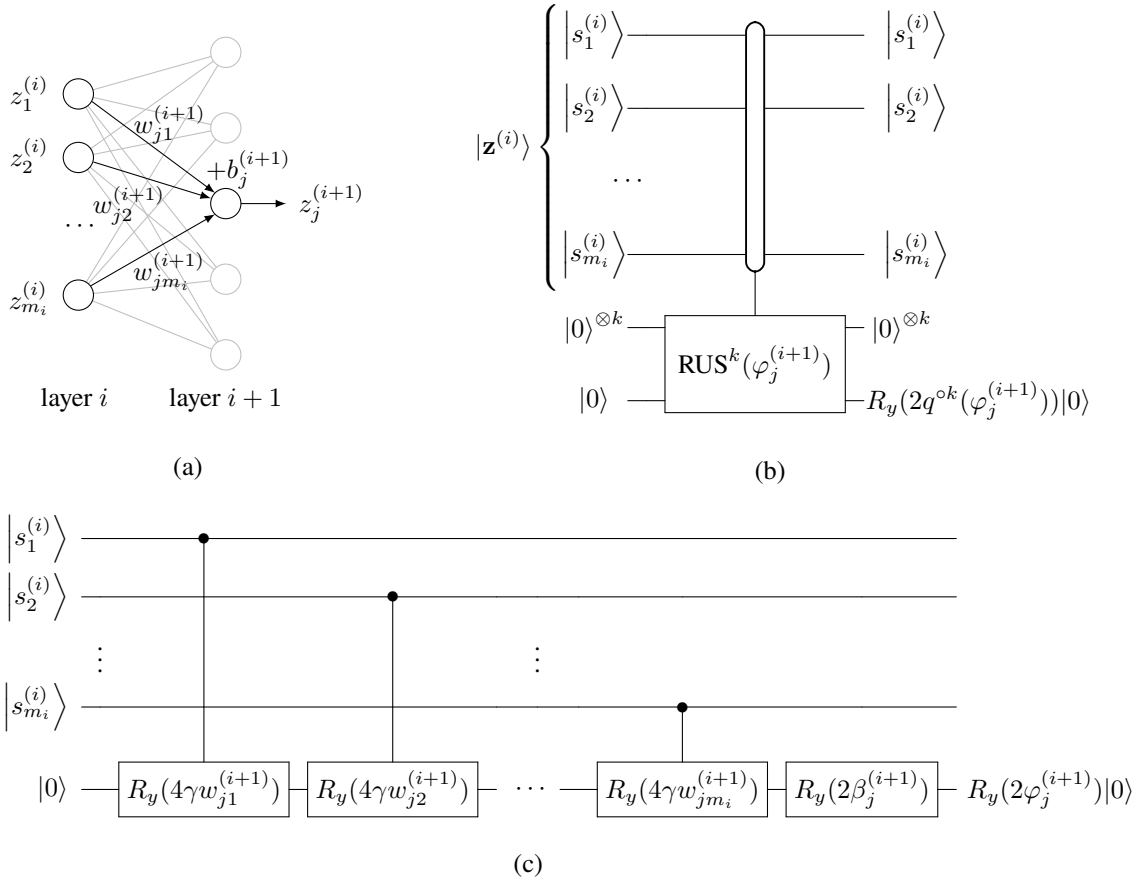 z_1^{(i)}
z_2^{(i)}
...
z_{m_i}^{(i)}
w_{j1}^{(i+1)}
w_{j2}^{(i+1)}
w_{jm_i}^{(i+1)}
+b_j^{(i+1)}
z_j^{(i+1)}
layer i layer i + 1
(a)
|z^{(i)}⟩
|s_1^{(i)}⟩ |s_1^{(i)}⟩
|s_2^{(i)}⟩ |s_2^{(i)}⟩
...
|s_{m_i}^{(i)}⟩ |s_{m_i}^{(i)}⟩
|0⟩^{⊗k} |0⟩^{⊗k}
RUS^k(φ_j^{(i+1)})
|0⟩ R_y(2q^{∘k}(φ_j^{(i+1)}))|0⟩
(b)
|s_1^{(i)}⟩
|s_2^{(i)}⟩
⋮ ⋮
|s_{m_i}^{(i)}⟩
|0⟩ R_y(4γw_{j1}^{(i+1)}) R_y(4γw_{j2}^{(i+1)}) ... R_y(4γw_{jm_i}^{(i+1)}) R_y(2β_j^{(i+1)}) R_y(2φ_j^{(i+1)})|0⟩
(c)